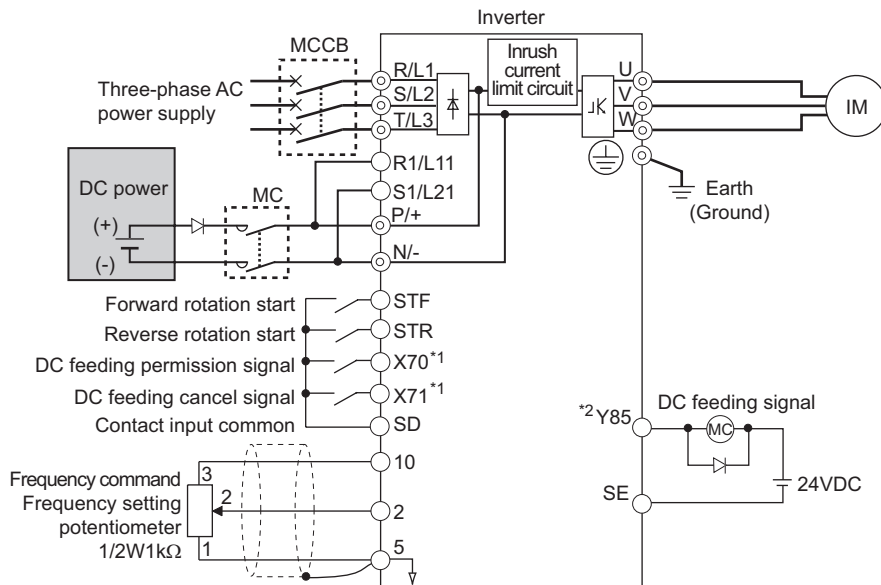 Inverter
MCCB
Three-phase AC
power supply
R/L1
S/L2
T/L3
Inrush
current
limit circuit
U
V
W
IM
R1/L11
S1/L21
DC power
(+)
(-)
MC
P/+
N/-
Earth
(Ground)
Forward rotation start
STF
Reverse rotation start
STR
DC feeding permission signal
X70*1
DC feeding cancel signal
X71*1
Contact input common
SD
*2Y85
DC feeding signal
MC
24VDC
SE
Frequency command
Frequency setting
potentiometer
1/2W1kΩ
3
2
1
10
2
5